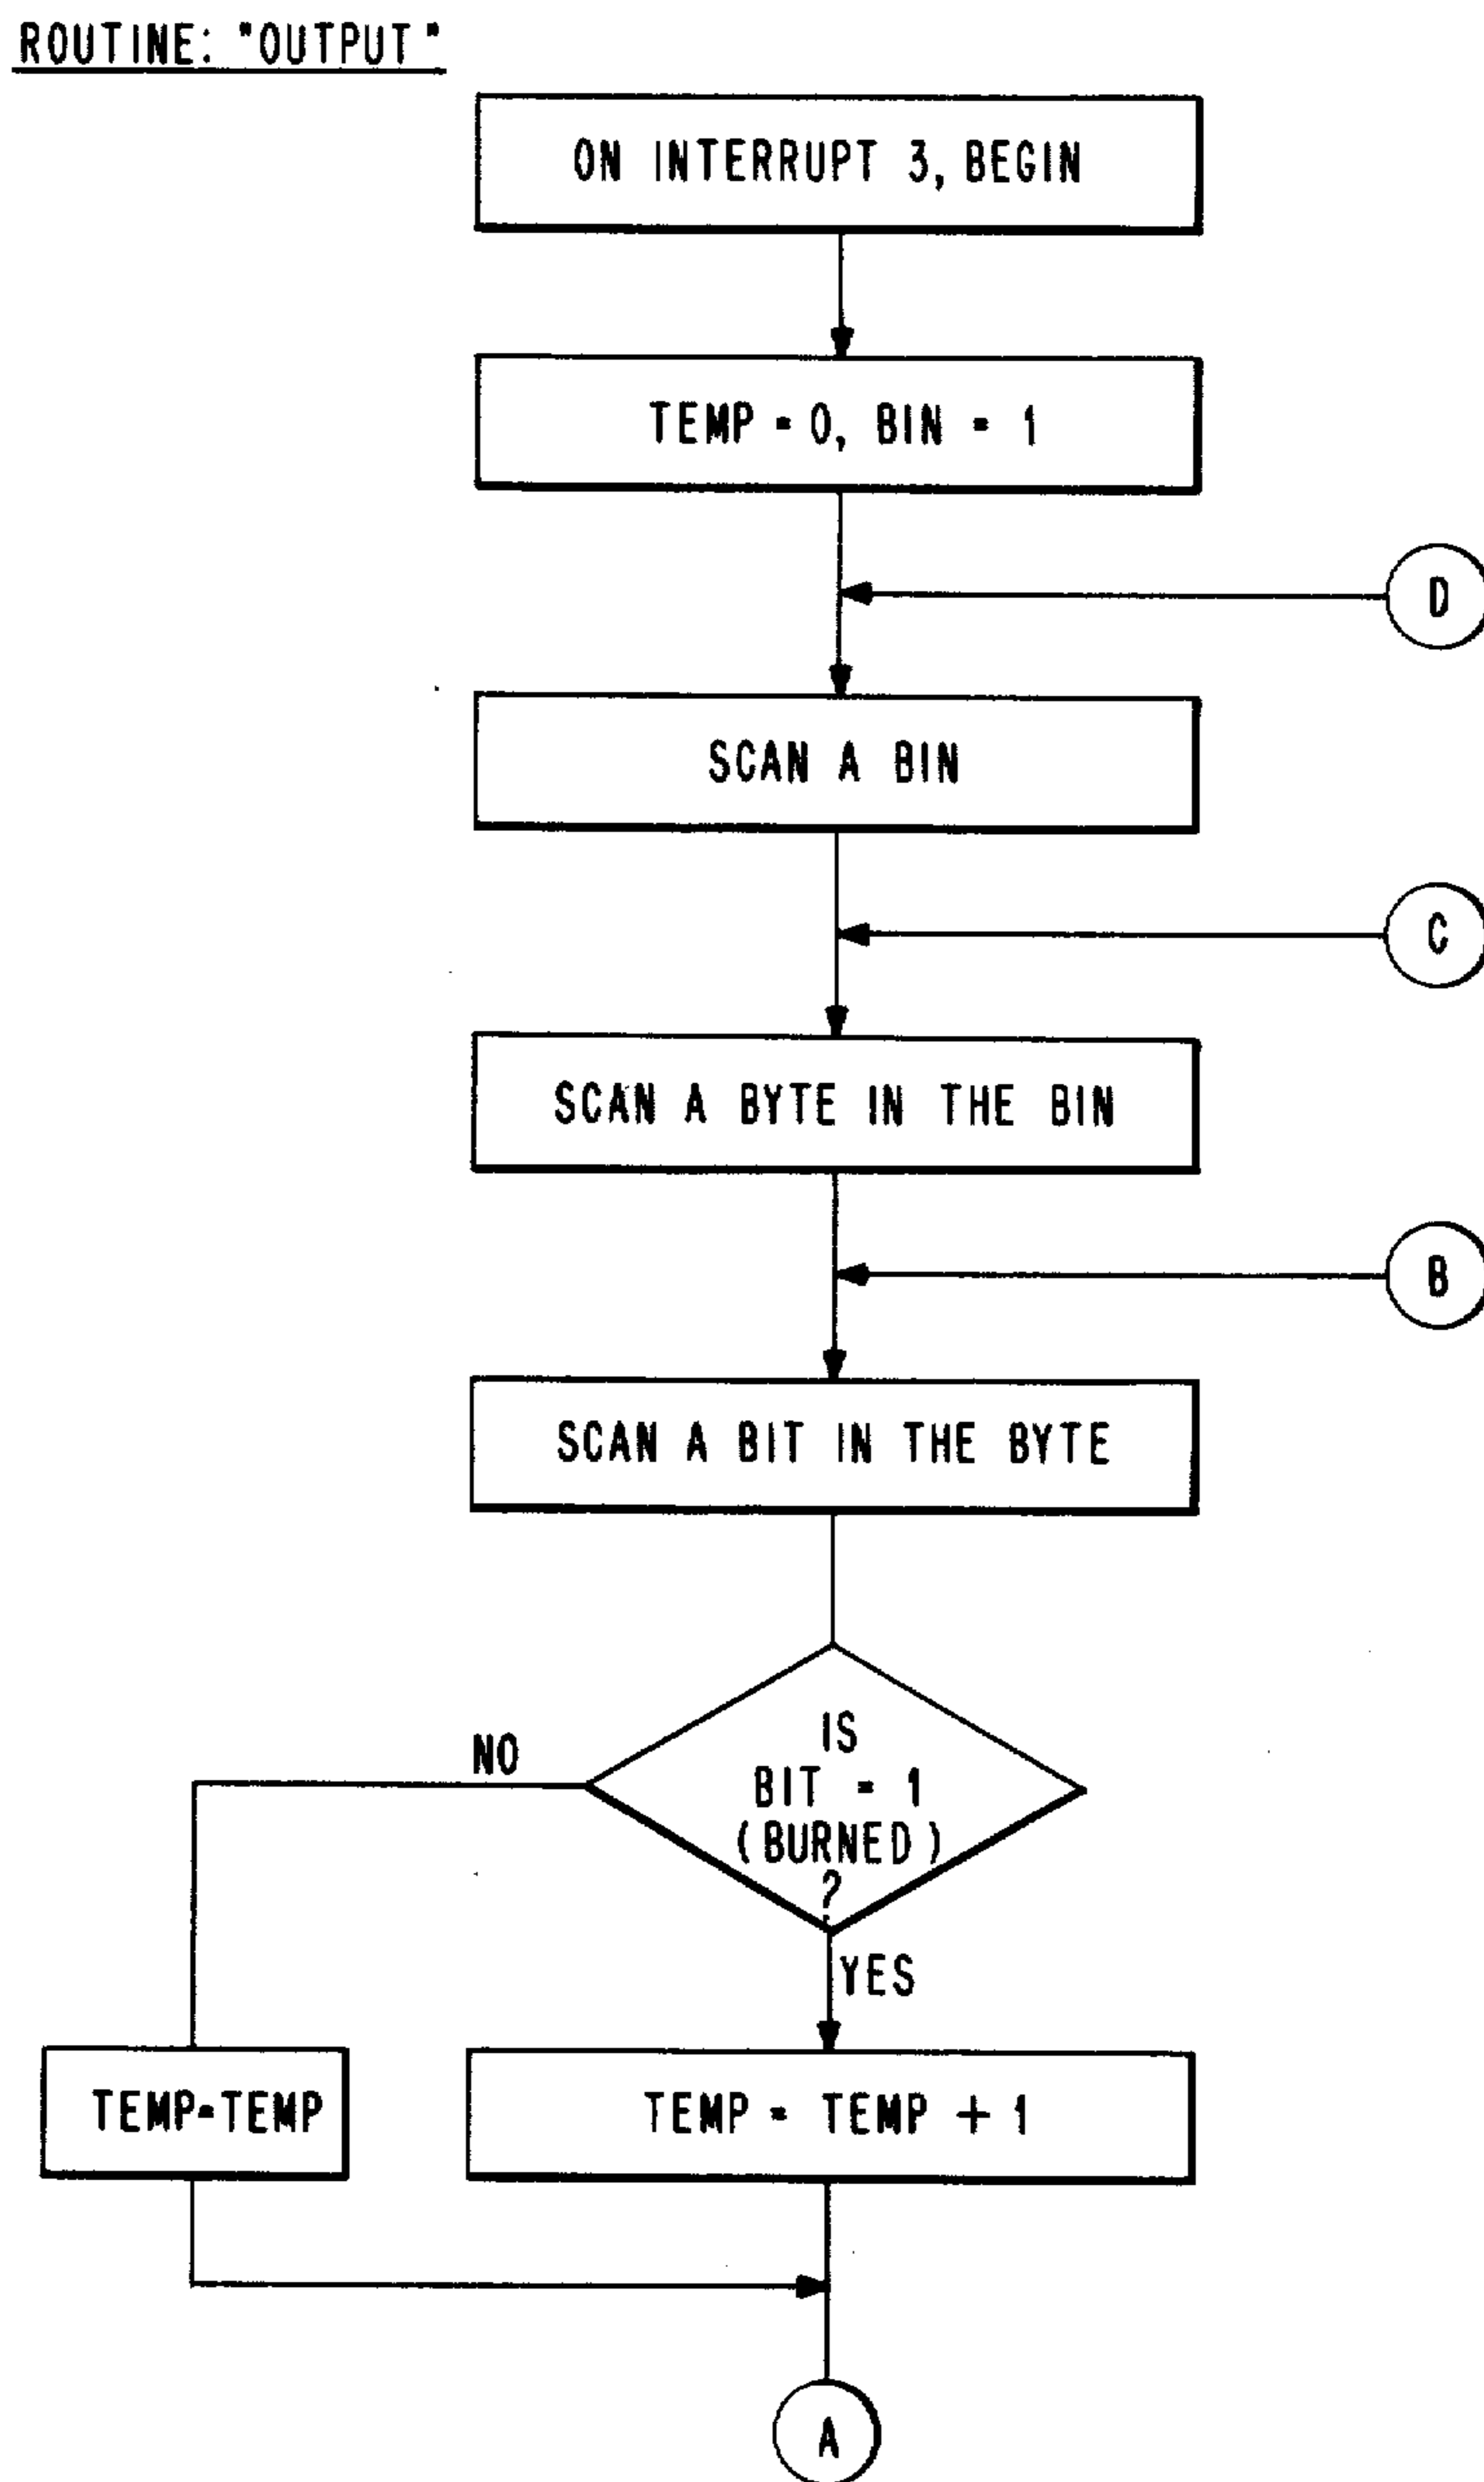 ROUTINE: "OUTPUT"
ON INTERRUPT 3, BEGIN
TEMP = 0, BIN = 1
D
SCAN A BIN
C
SCAN A BYTE IN THE BIN
B
SCAN A BIT IN THE BYTE
IS
BIT = 1
(BURNED)
?
NO
YES
TEMP=TEMP
TEMP = TEMP + 1
A